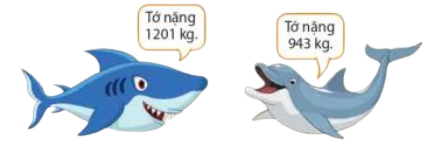 Tớ nặng
1201 kg.
Tớ nặng
943 kg.